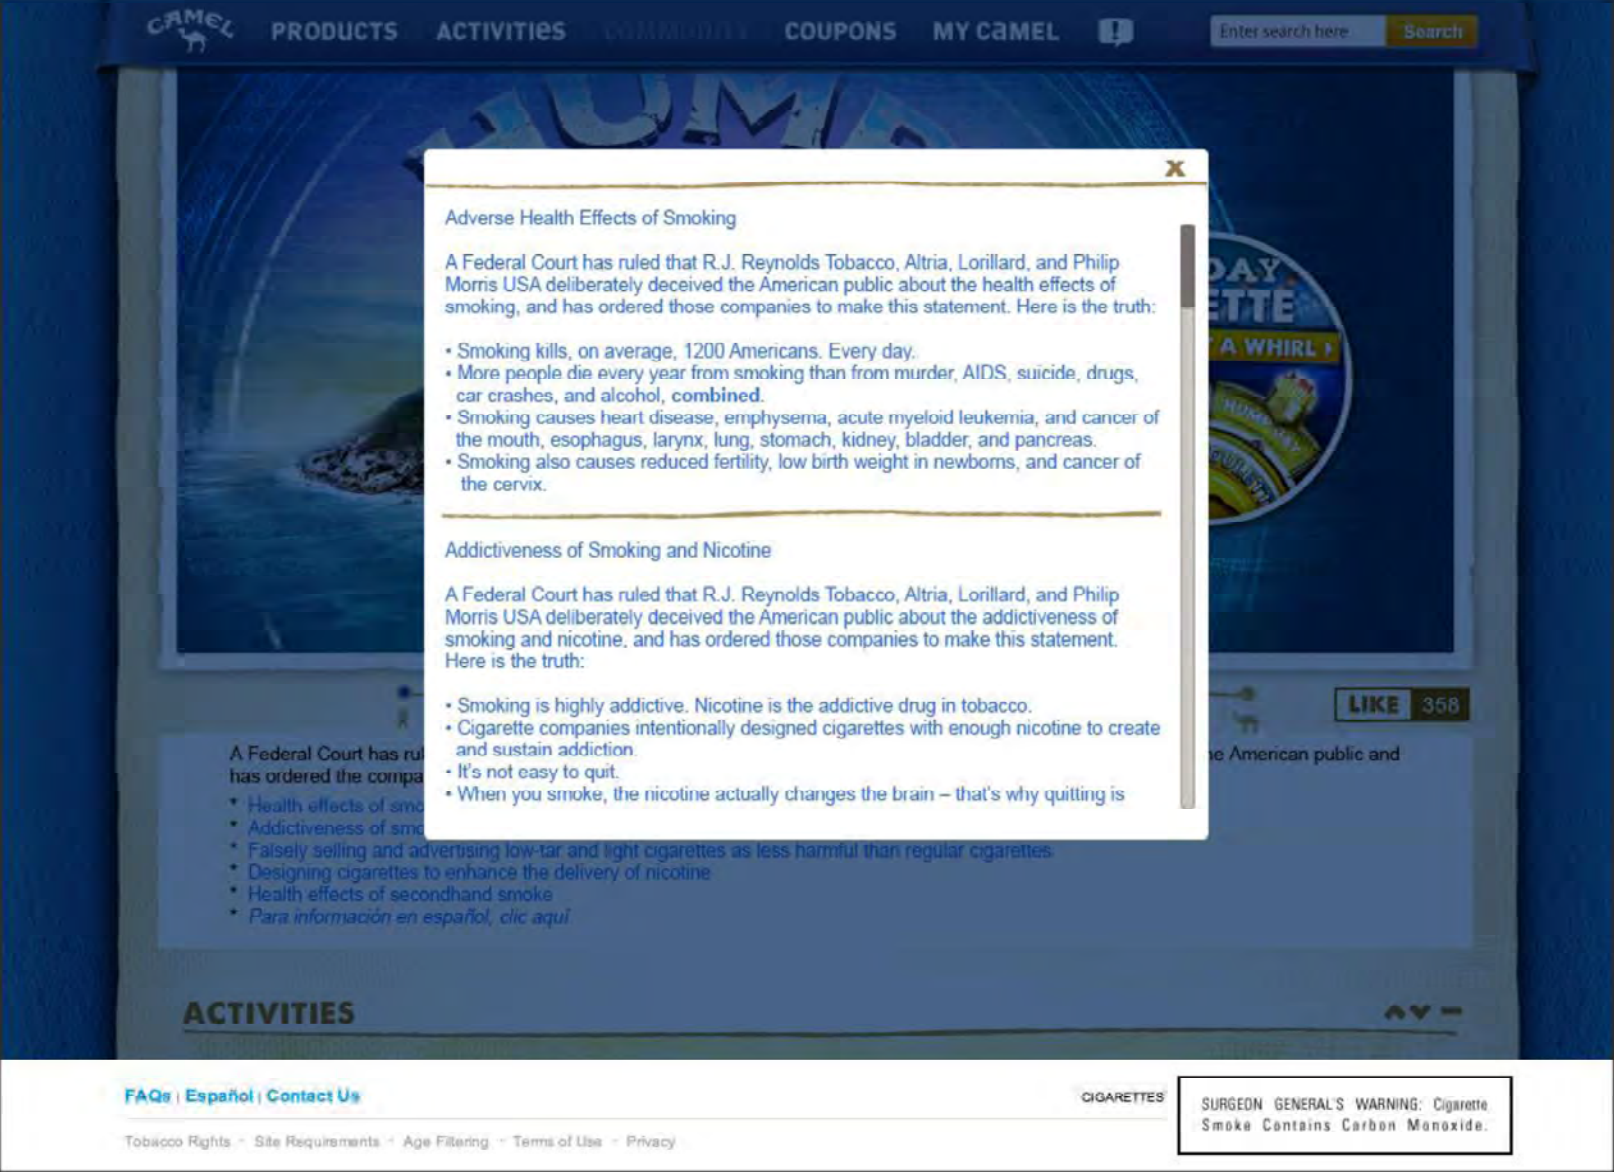 CAMEL
PRODUCTS
ACTIVITIES
COMMUNITY
COUPONS
MY CAMEL
Enter search here
Search
HUMP
x
Adverse Health Effects of Smoking
A Federal Court has ruled that R.J. Reynolds Tobacco, Altria, Lorillard, and Philip
Morris USA deliberately deceived the American public about the health effects of
smoking, and has ordered those companies to make this statement. Here is the truth:
• Smoking kills, on average, 1200 Americans. Every day.
• More people die every year from smoking than from murder, AIDS, suicide, drugs,
car crashes, and alcohol, combined.
• Smoking causes heart disease, emphysema, acute myeloid leukemia, and cancer of
the mouth, esophagus, larynx, lung, stomach, kidney, bladder, and pancreas.
• Smoking also causes reduced fertility, low birth weight in newborns, and cancer of
the cervix.
Addictiveness of Smoking and Nicotine
A Federal Court has ruled that R.J. Reynolds Tobacco, Altria, Lorillard, and Philip
Morris USA deliberately deceived the American public about the addictiveness of
smoking and nicotine, and has ordered those companies to make this statement.
Here is the truth:
• Smoking is highly addictive. Nicotine is the addictive drug in tobacco.
• Cigarette companies intentionally designed cigarettes with enough nicotine to create
and sustain addiction.
• It's not easy to quit.
• When you smoke, the nicotine actually changes the brain – that's why quitting is
DAY
ETTE
A WHIRL
LIKE 358
A Federal Court has rul
e American public and
has ordered the compa
* Health effects of smo
* Addictiveness of smo
* Falsely selling and advertising low-tar and light cigarettes as less harmful than regular cigarettes
* Designing cigarettes to enhance the delivery of nicotine
* Health effects of secondhand smoke
* Para información en español, clic aquí
ACTIVITIES
FAQs | Español | Contact Us
CIGARETTES
SURGEON GENERAL'S WARNING: Cigarette
Smoke Contains Carbon Monoxide.
Tobacco Rights - Site Requirements - Age Filtering - Terms of Use - Privacy